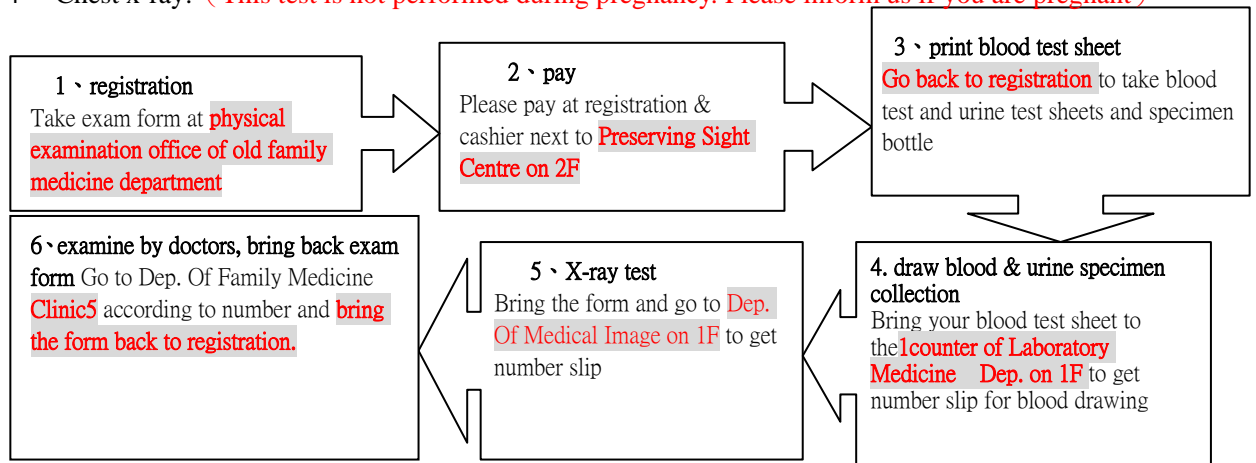 Chest x-ray. ( This test is not performed during pregnancy. Please inform us if you are pregnant )
1、registration
Take exam form at physical
examination office of old family
medicine department
2、pay
Please pay at registration &
cashier next to Preserving Sight
Centre on 2F
3、print blood test sheet
Go back to registration to take blood
test and urine test sheets and specimen
bottle
4. draw blood & urine specimen
collection
Bring your blood test sheet to
the1counter of Laboratory
Medicine Dep. on 1F to get
number slip for blood drawing
5、X-ray test
Bring the form and go to Dep.
Of Medical Image on 1F to get
number slip
6、examine by doctors, bring back exam
form Go to Dep. Of Family Medicine
Clinic5 according to number and bring
the form back to registration.